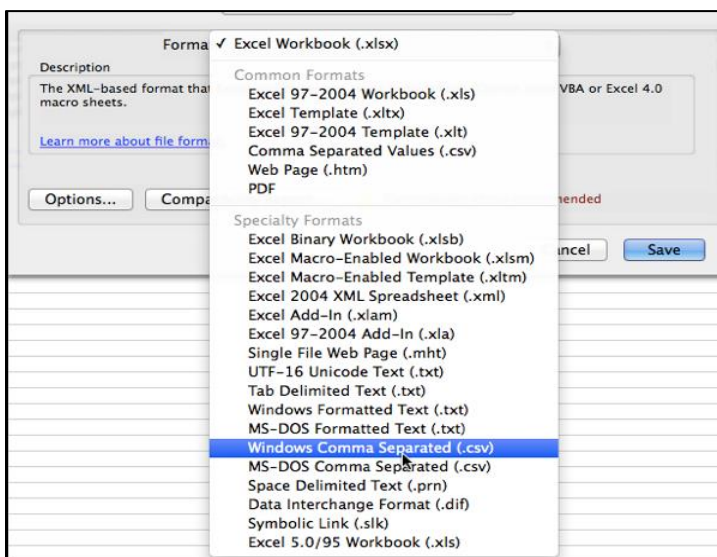 Forma ✓ Excel Workbook (.xlsx)
Description
The XML-based format that
VBA or Excel 4.0
macro sheets.
Learn more about file form
Options...
Compa
mended
Cancel
Save
Common Formats
Excel 97-2004 Workbook (.xls)
Excel Template (.xltx)
Excel 97-2004 Template (.xlt)
Comma Separated Values (.csv)
Web Page (.htm)
PDF
Specialty Formats
Excel Binary Workbook (.xlsb)
Excel Macro-Enabled Workbook (.xlsm)
Excel Macro-Enabled Template (.xltm)
Excel 2004 XML Spreadsheet (.xml)
Excel Add-In (.xlam)
Excel 97-2004 Add-In (.xla)
Single File Web Page (.mht)
UTF-16 Unicode Text (.txt)
Tab Delimited Text (.txt)
Windows Formatted Text (.txt)
MS-DOS Formatted Text (.txt)
Windows Comma Separated (.csv)
MS-DOS Comma Separated (.csv)
Space Delimited Text (.prn)
Data Interchange Format (.dif)
Symbolic Link (.slk)
Excel 5.0/95 Workbook (.xls)